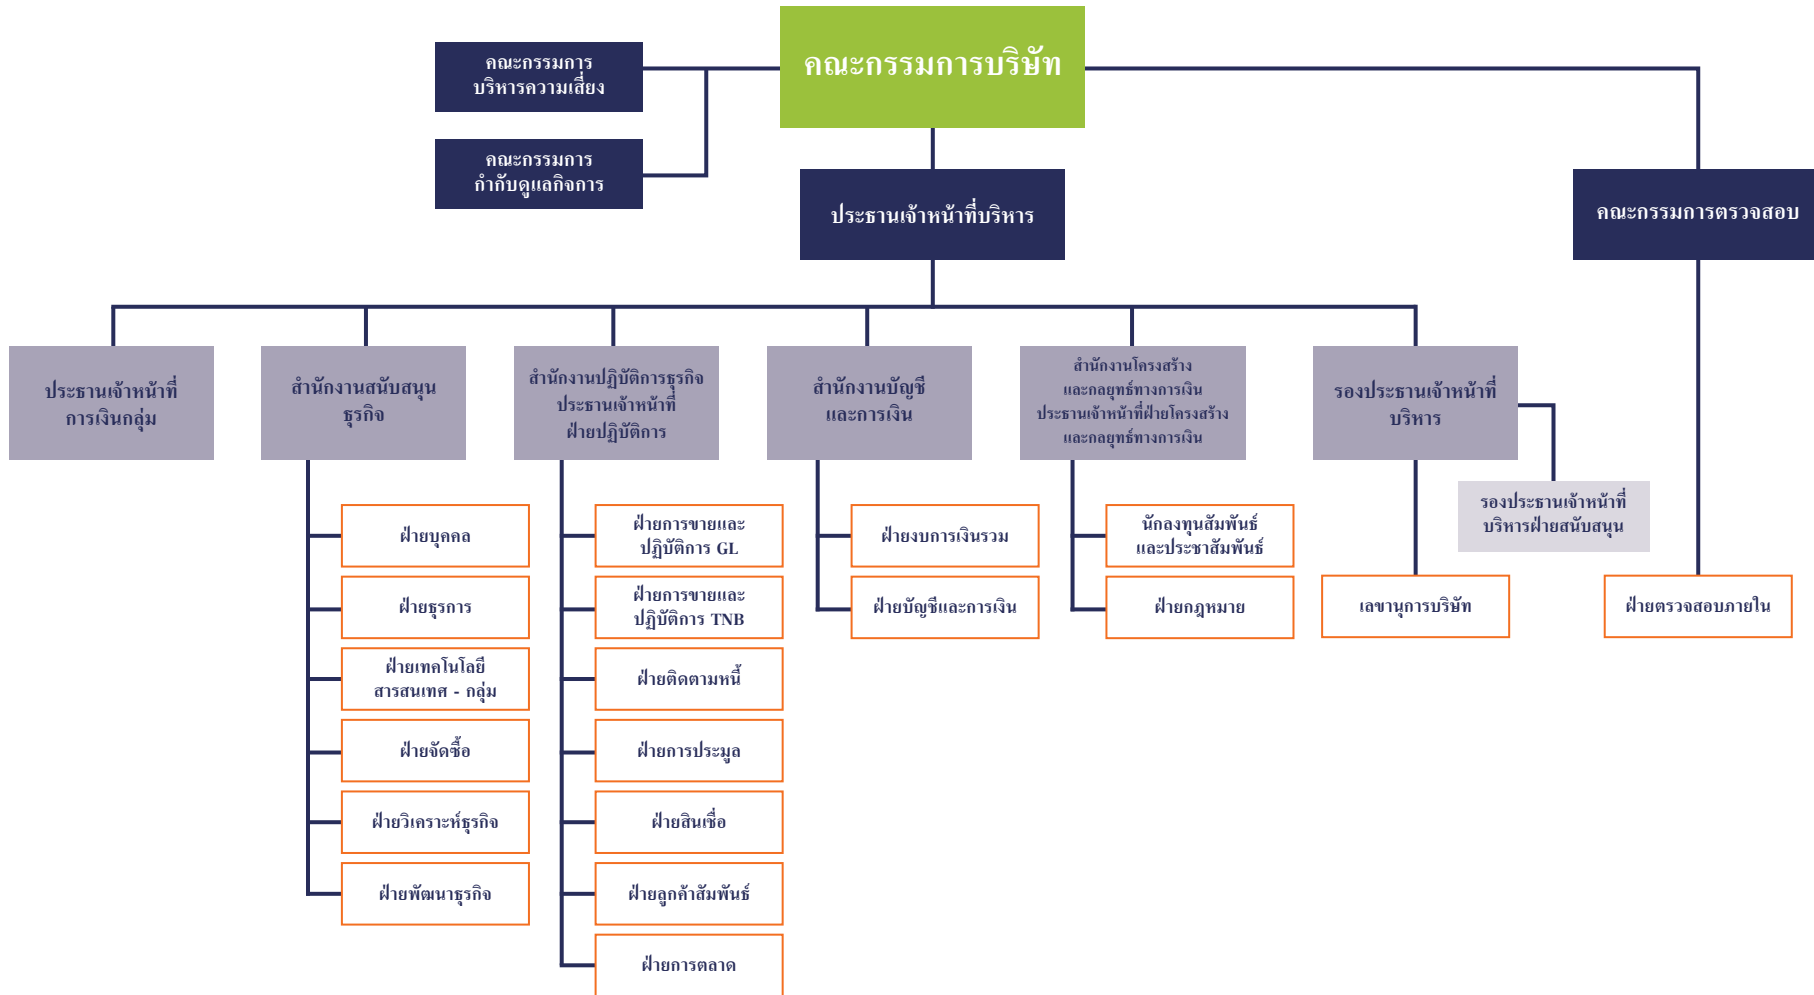 คณะกรรมการบริษัท
คณะกรรมการ
บริหารความเสี่ยง
คณะกรรมการ
กำกับดูแลกิจการ
ประธานเจ้าหน้าที่บริหาร
คณะกรรมการตรวจสอบ
ประธานเจ้าหน้าที่
การเงินกลุ่ม
สำนักงานสนับสนุน
ธุรกิจ
สำนักงานปฏิบัติการธุรกิจ
ประธานเจ้าหน้าที่
ฝ่ายปฏิบัติการ
สำนักงานบัญชี
และการเงิน
สำนักงานโครงสร้าง
และกลยุทธ์ทางการเงิน
ประธานเจ้าหน้าที่ฝ่ายโครงสร้าง
และกลยุทธ์ทางการเงิน
รองประธานเจ้าหน้าที่
บริหาร
รองประธานเจ้าหน้าที่
บริหารฝ่ายสนับสนุน
ฝ่ายบุคคล
ฝ่ายธุรการ
ฝ่ายเทคโนโลยี
สารสนเทศ - กลุ่ม
ฝ่ายจัดซื้อ
ฝ่ายวิเคราะห์ธุรกิจ
ฝ่ายพัฒนาธุรกิจ
ฝ่ายการขายและ
ปฏิบัติการ GL
ฝ่ายการขายและ
ปฏิบัติการ TNB
ฝ่ายติดตามหนี้
ฝ่ายการประมูล
ฝ่ายสินเชื่อ
ฝ่ายลูกค้าสัมพันธ์
ฝ่ายการตลาด
ฝ่ายงบการเงินรวม
ฝ่ายบัญชีและการเงิน
นักลงทุนสัมพันธ์
และประชาสัมพันธ์
ฝ่ายกฎหมาย
เลขานุการบริษัท
ฝ่ายตรวจสอบภายใน